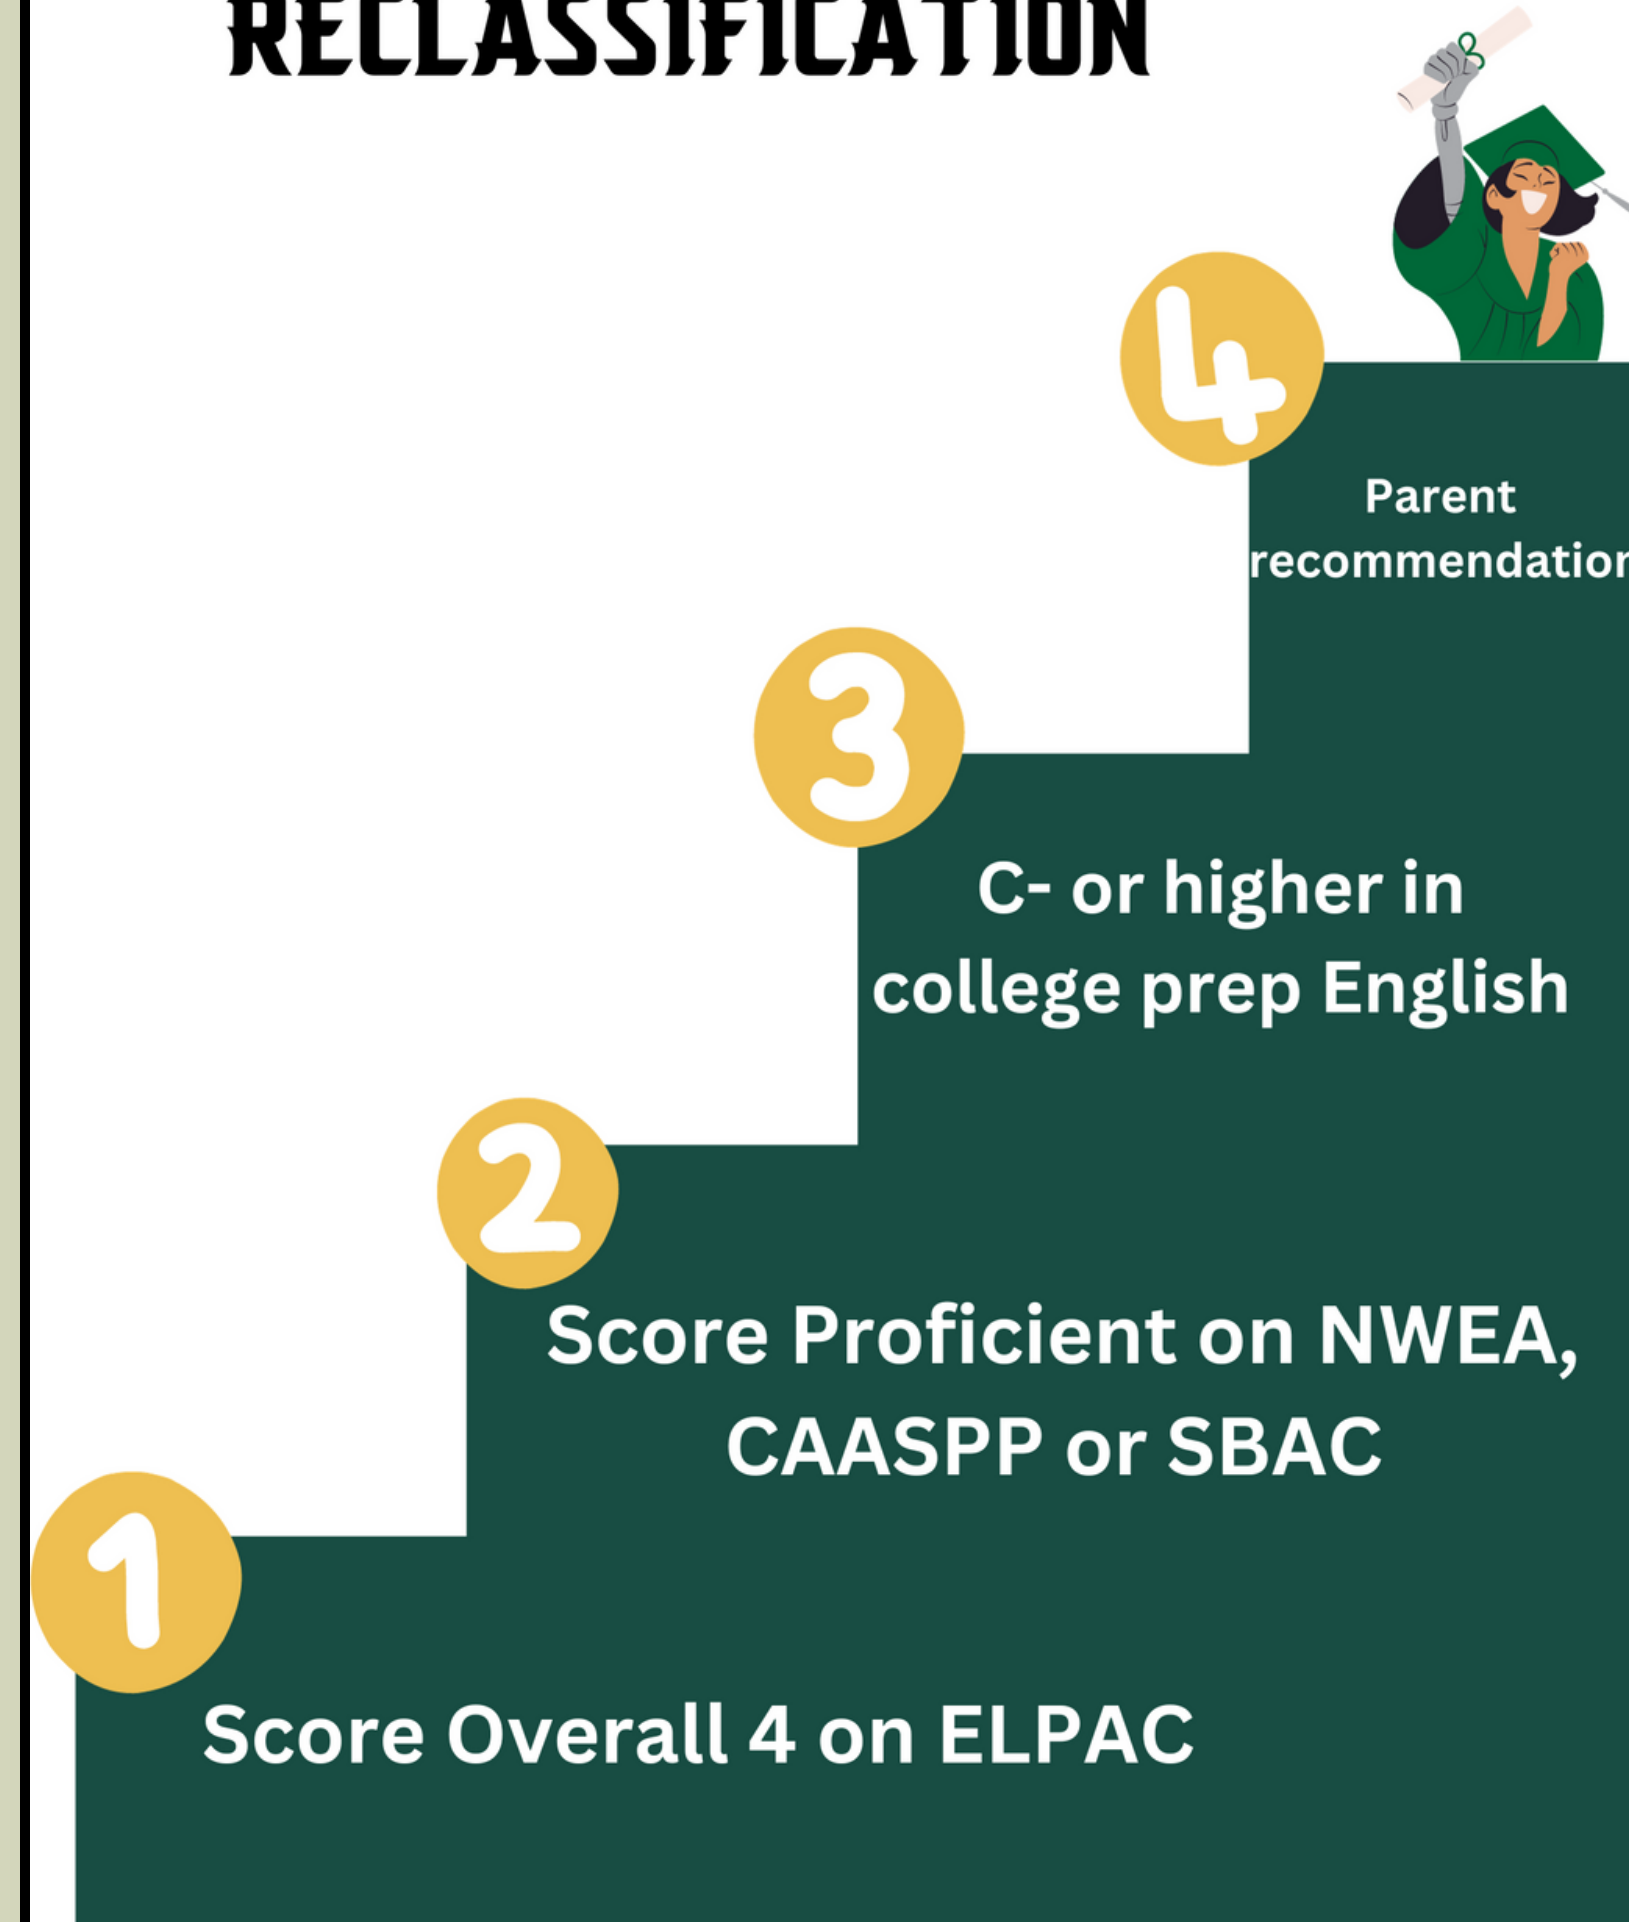 RECLASSIFICATION
4
Parent
recommendation
3
C- or higher in
college prep English
2
Score Proficient on NWEA,
CAASPP or SBAC
1
Score Overall 4 on ELPAC